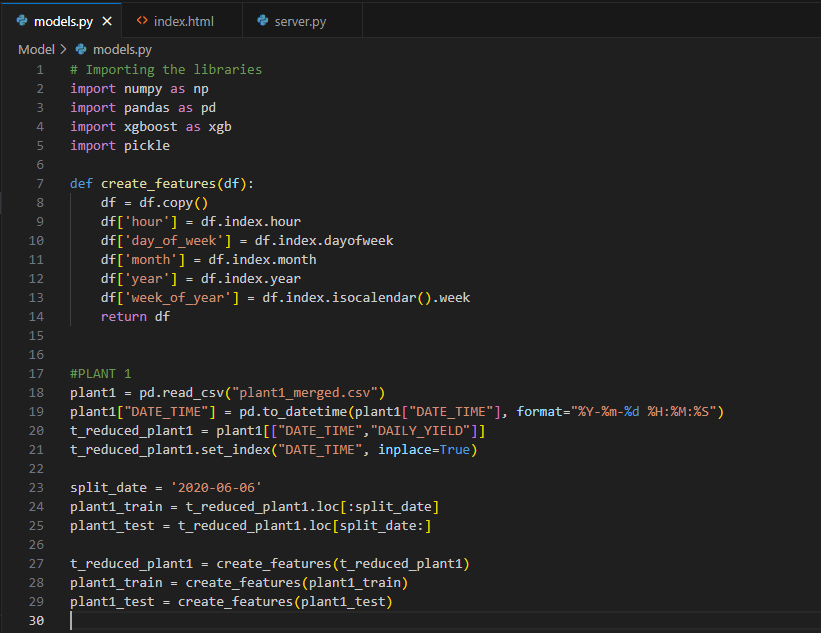 models.py
index.html
server.py
Model > models.py
1 # Importing the libraries
2 import numpy as np
3 import pandas as pd
4 import xgboost as xgb
5 import pickle
6
7 def create_features(df):
8     df = df.copy()
9     df['hour'] = df.index.hour
10     df['day_of_week'] = df.index.dayofweek
11     df['month'] = df.index.month
12     df['year'] = df.index.year
13     df['week_of_year'] = df.index.isocalendar().week
14     return df
15
16
17 #PLANT 1
18 plant1 = pd.read_csv("plant1_merged.csv")
19 plant1["DATE_TIME"] = pd.to_datetime(plant1["DATE_TIME"], format="%Y-%m-%d %H:%M:%S")
20 t_reduced_plant1 = plant1[["DATE_TIME","DAILY_YIELD"]]
21 t_reduced_plant1.set_index("DATE_TIME", inplace=True)
22
23 split_date = '2020-06-06'
24 plant1_train = t_reduced_plant1.loc[:split_date]
25 plant1_test = t_reduced_plant1.loc[split_date:]
26
27 t_reduced_plant1 = create_features(t_reduced_plant1)
28 plant1_train = create_features(plant1_train)
29 plant1_test = create_features(plant1_test)
30